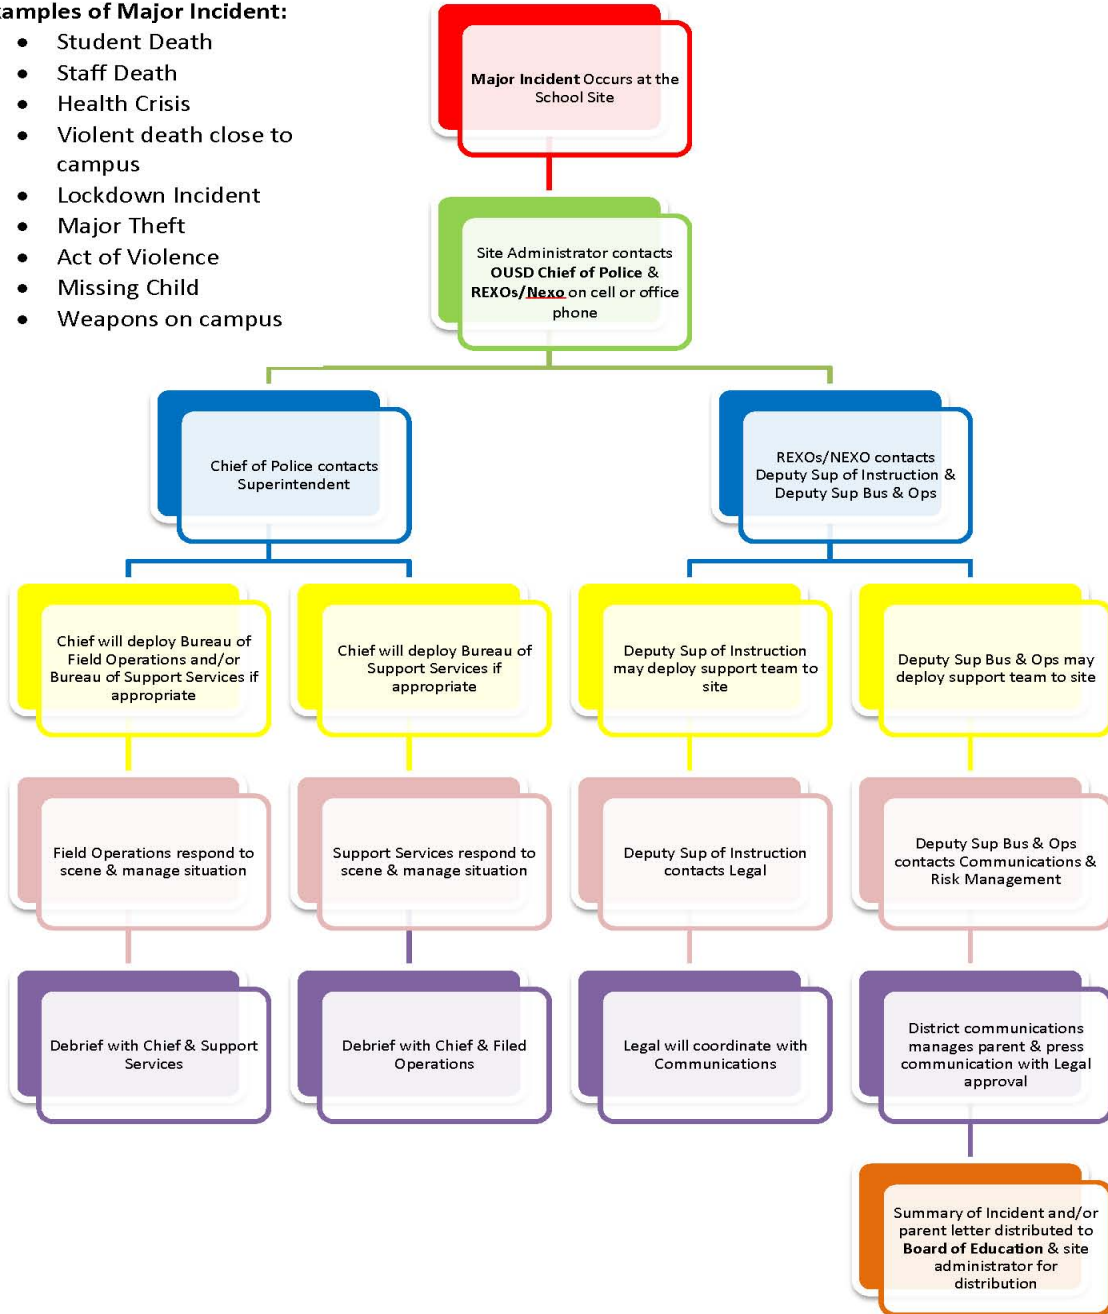 xamples of Major Incident:
• Student Death
• Staff Death
• Health Crisis
• Violent death close to
campus
• Lockdown Incident
• Major Theft
• Act of Violence
• Missing Child
• Weapons on campus
Major Incident Occurs at the
School Site
Site Administrator contacts
OUSD Chief of Police &
REXOs/Nexo on cell or office
phone
Chief of Police contacts
Superintendent
REXOs/NEXO contacts
Deputy Sup of Instruction &
Deputy Sup Bus & Ops
Chief will deploy Bureau of
Field Operations and/or
Bureau of Support Services if
appropriate
Chief will deploy Bureau of
Support Services if
appropriate
Deputy Sup of Instruction
may deploy support team to
site
Deputy Sup Bus & Ops may
deploy support team to site
Field Operations respond to
scene & manage situation
Support Services respond to
scene & manage situation
Deputy Sup of Instruction
contacts Legal
Deputy Sup Bus & Ops
contacts Communications &
Risk Management
Debrief with Chief & Support
Services
Debrief with Chief & Filed
Operations
Legal will coordinate with
Communications
District communications
manages parent & press
communication with Legal
approval
Summary of Incident and/or
parent letter distributed to
Board of Education & site
administrator for
distribution